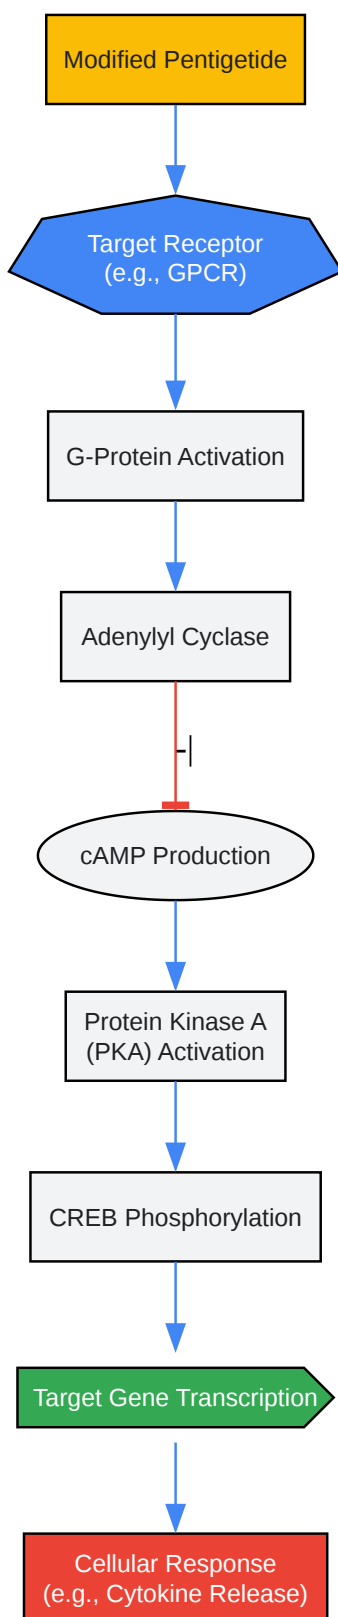 Modified Pentigetide
Target Receptor
(e.g., GPCR)
G-Protein Activation
Adenylyl Cyclase
-|
cAMP Production
Protein Kinase A
(PKA) Activation
CREB Phosphorylation
Target Gene Transcription
Cellular Response
(e.g., Cytokine Release)